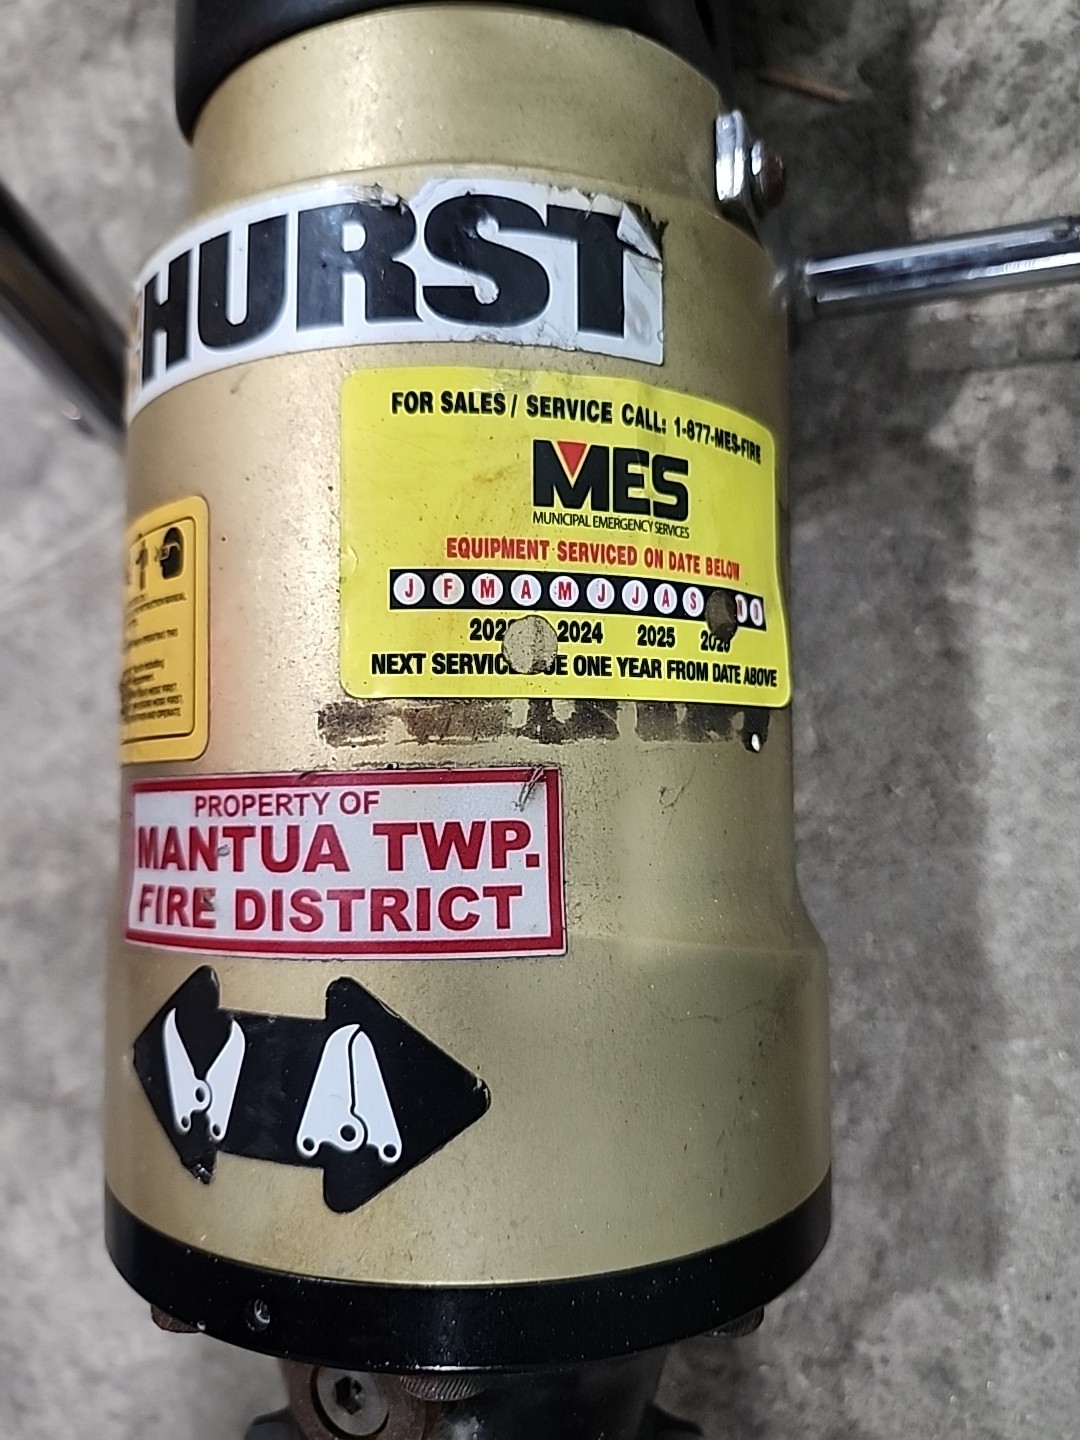 HURST
FOR SALES / SERVICE CALL: 1-877-MES-FIRE
MES
MUNICIPAL EMERGENCY SERVICES
EQUIPMENT SERVICED ON DATE BELOW
J F M A M J J A S N D
2024 2025
NEXT SERVICE DUE ONE YEAR FROM DATE ABOVE
PROPERTY OF
MANTUA TWP.
FIRE DISTRICT